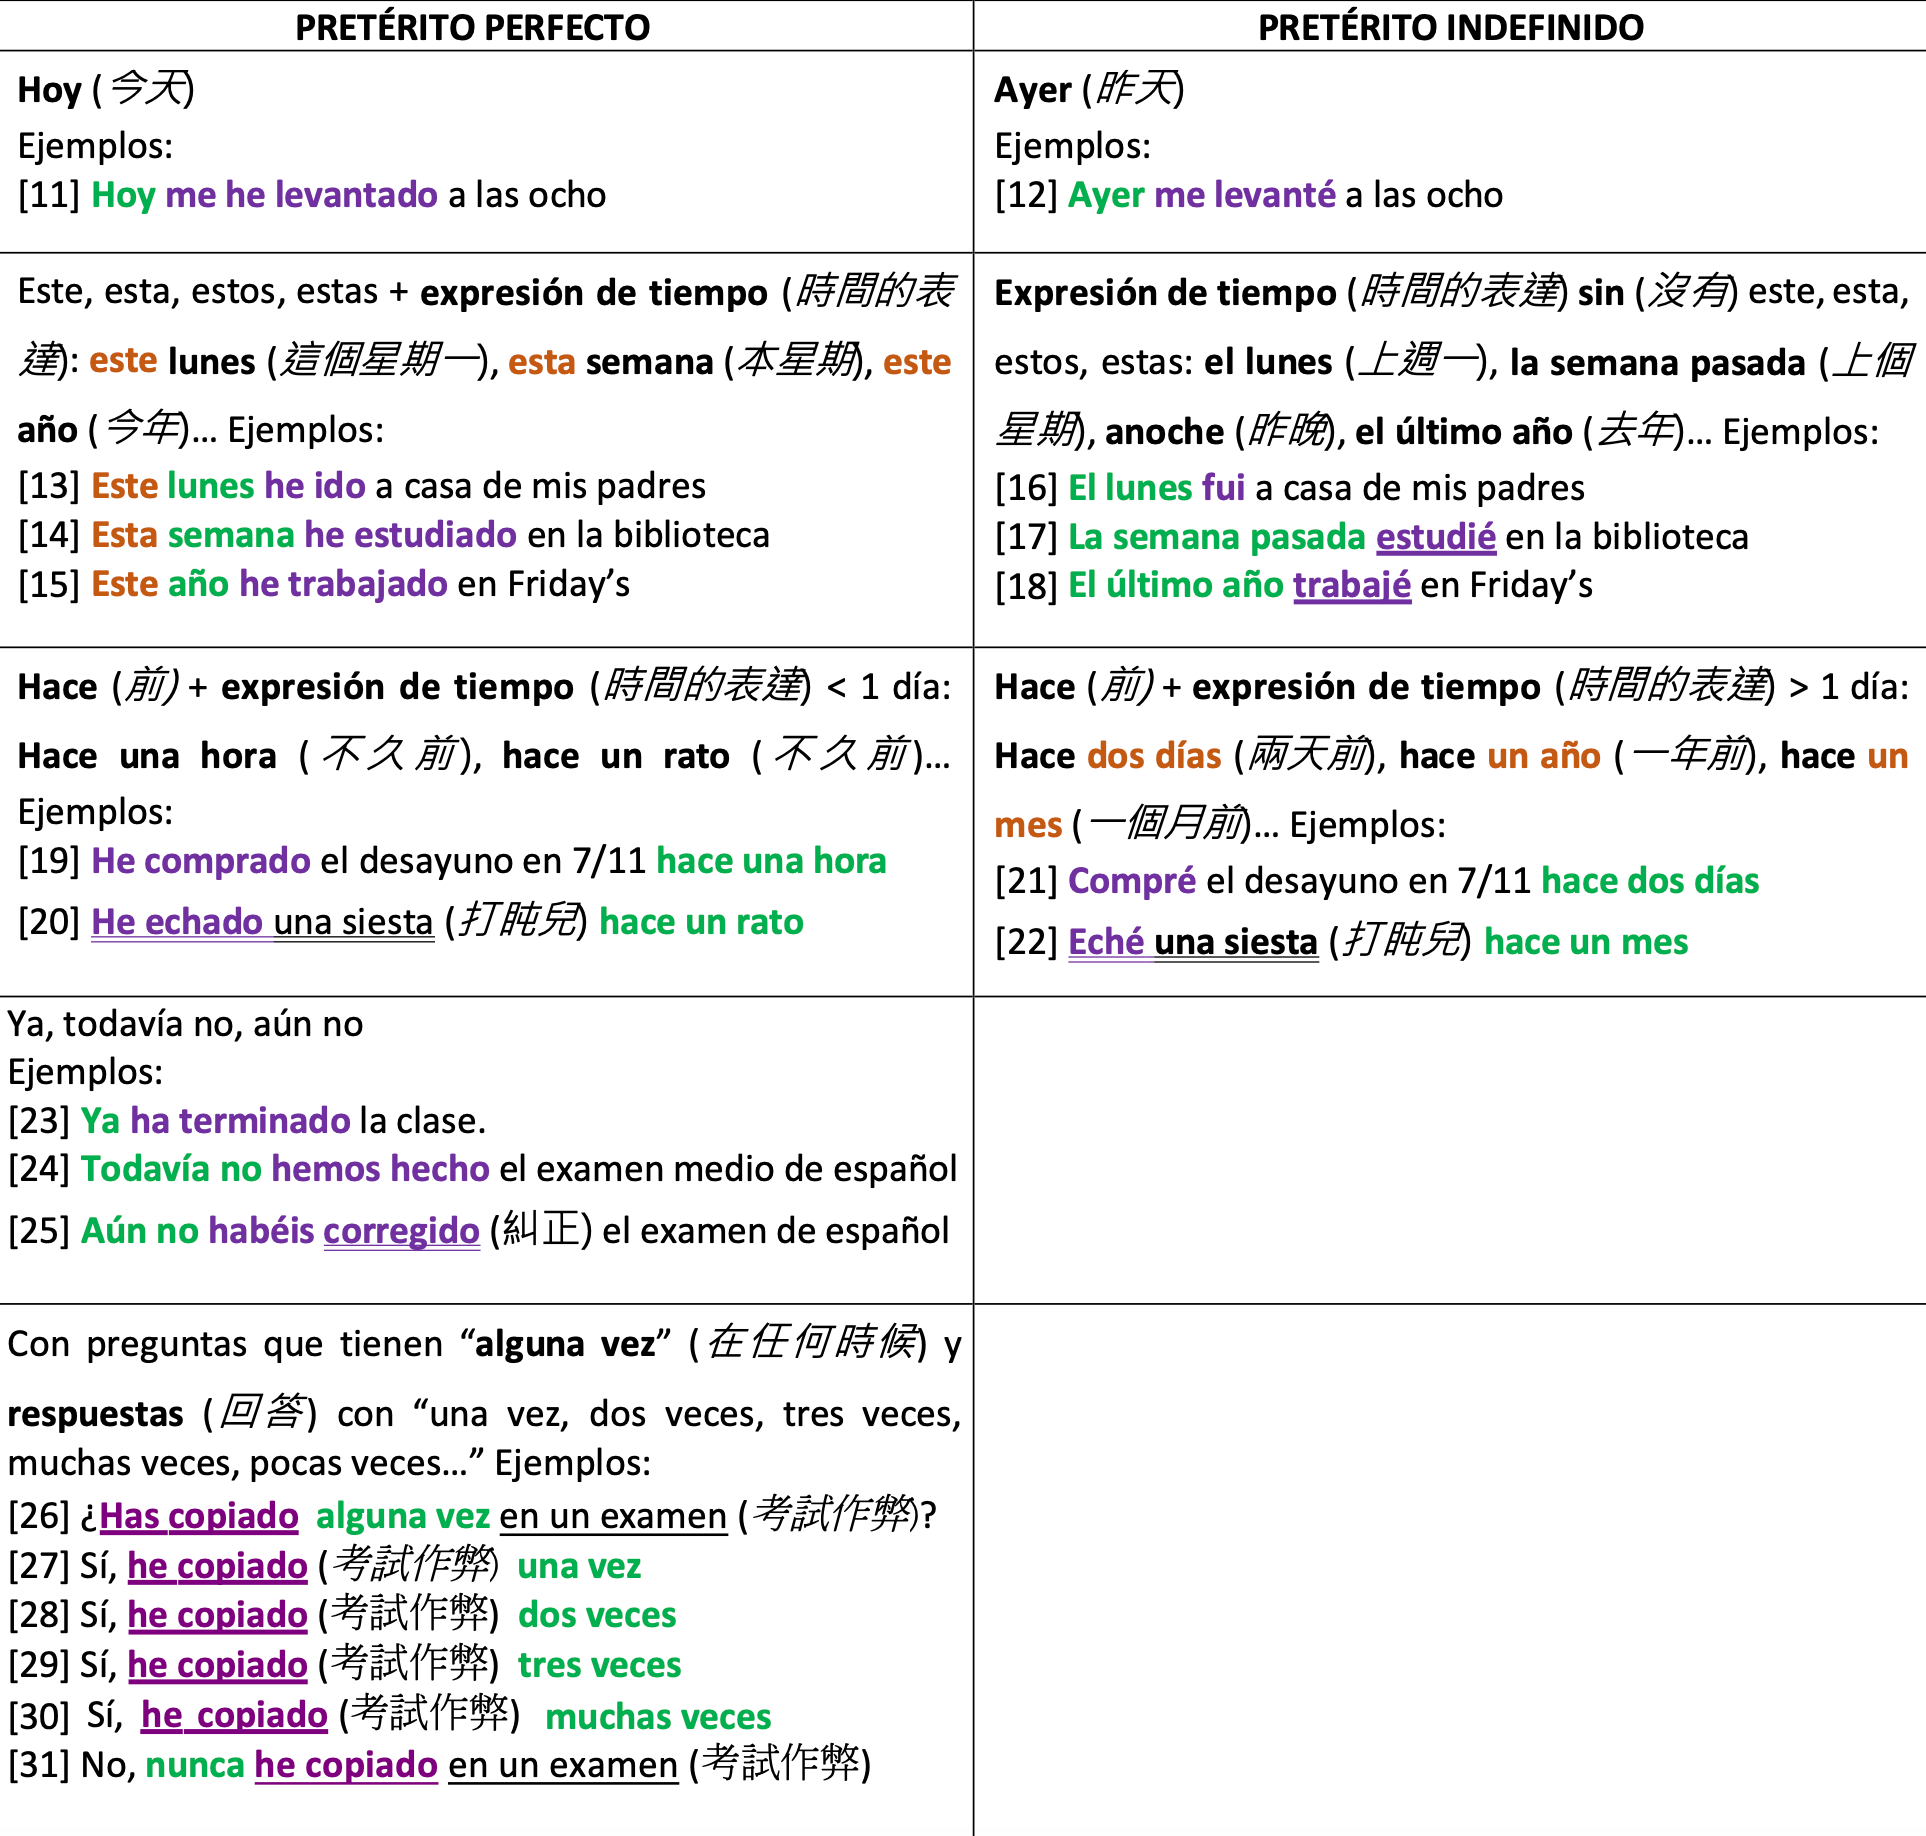 PRETÉRITO PERFECTO
PRETÉRITO INDEFINIDO
Hoy (今天)
Ejemplos:
[11] Hoy me he levantado a las ocho
Ayer (昨天)
Ejemplos:
[12] Ayer me levanté a las ocho
Este, esta, estos, estas + expresión de tiempo (時間的表
達): este lunes (這個星期一), esta semana (本星期), este
año (今年)... Ejemplos:
[13] Este lunes he ido a casa de mis padres
[14] Esta semana he estudiado en la biblioteca
[15] Este año he trabajado en Friday’s
Expresión de tiempo (時間的表達) sin (沒有) este, esta,
estos, estas: el lunes (上週一), la semana pasada (上個
星期), anoche (昨晚), el último año (去年)... Ejemplos:
[16] El lunes fui a casa de mis padres
[17] La semana pasada estudié en la biblioteca
[18] El último año trabajé en Friday’s
Hace (前) + expresión de tiempo (時間的表達) < 1 día:
Hace una hora (不久前), hace un rato (不久前)...
Ejemplos:
[19] He comprado el desayuno en 7/11 hace una hora
[20] He echado una siesta (打盹兒) hace un rato
Hace (前) + expresión de tiempo (時間的表達) > 1 día:
Hace dos días (兩天前), hace un año (一年前), hace un
mes (一個月前)... Ejemplos:
[21] Compré el desayuno en 7/11 hace dos días
[22] Eché una siesta (打盹兒) hace un mes
Ya, todavía no, aún no
Ejemplos:
[23] Ya ha terminado la clase.
[24] Todavía no hemos hecho el examen medio de español
[25] Aún no habéis corregido (糾正) el examen de español
Con preguntas que tienen “alguna vez” (在任何時候) y
respuestas (回答) con “una vez, dos veces, tres veces,
muchas veces, pocas veces...” Ejemplos:
[26] ¿Has copiado alguna vez en un examen (考試作弊)?
[27] Sí, he copiado (考試作弊) una vez
[28] Sí, he copiado (考試作弊) dos veces
[29] Sí, he copiado (考試作弊) tres veces
[30] Sí, he copiado (考試作弊) muchas veces
[31] No, nunca he copiado en un examen (考試作弊)